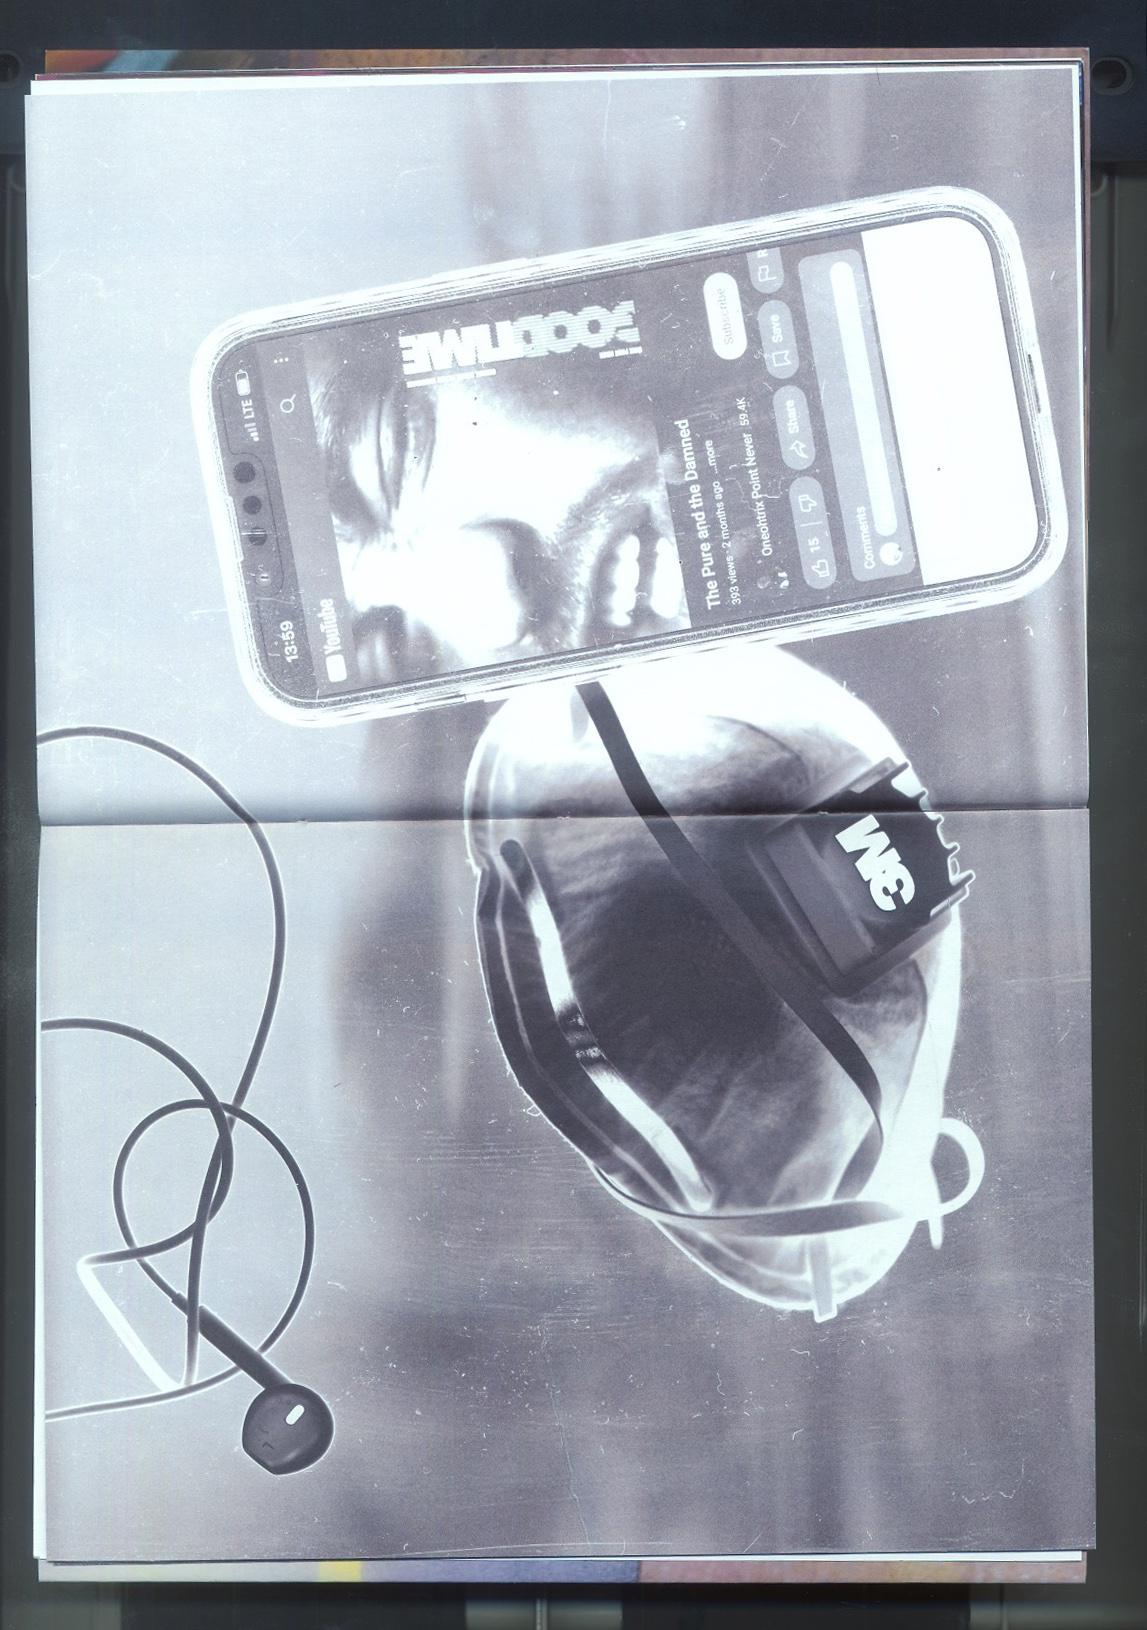 13:59
LTE
YouTube
GOOD TIME
The Pure and the Damned
393 views · 2 months ago ...more
Oneohtrix Point Never 59.4K
Subscribe
15
Share
Save
R
Comments
3M